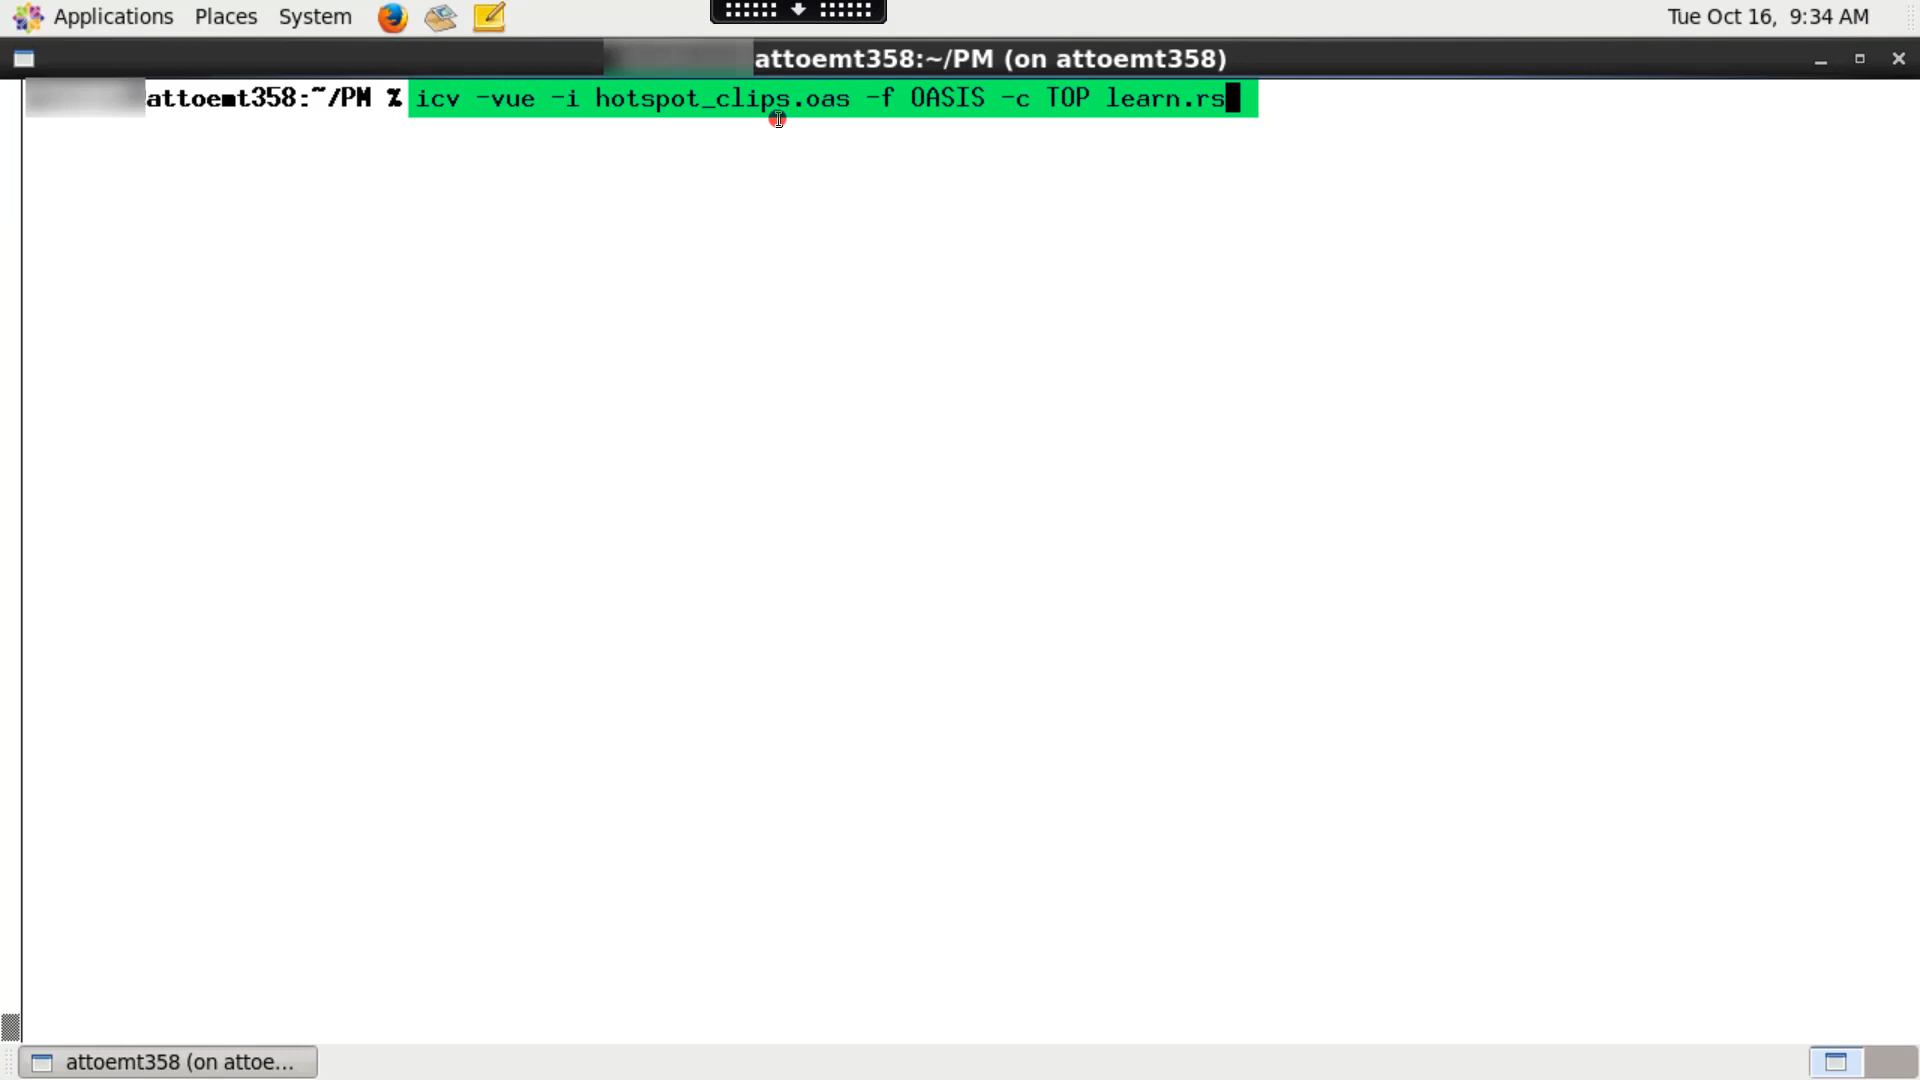 Applications Places System Tue Oct 16, 9:34 AM
attoemt358:~/PM (on attoemt358)
attoemt358:~/PM % icv -vue -i hotspot_clips.oas -f OASIS -c TOP learn.rs
attoemt358 (on attoe...